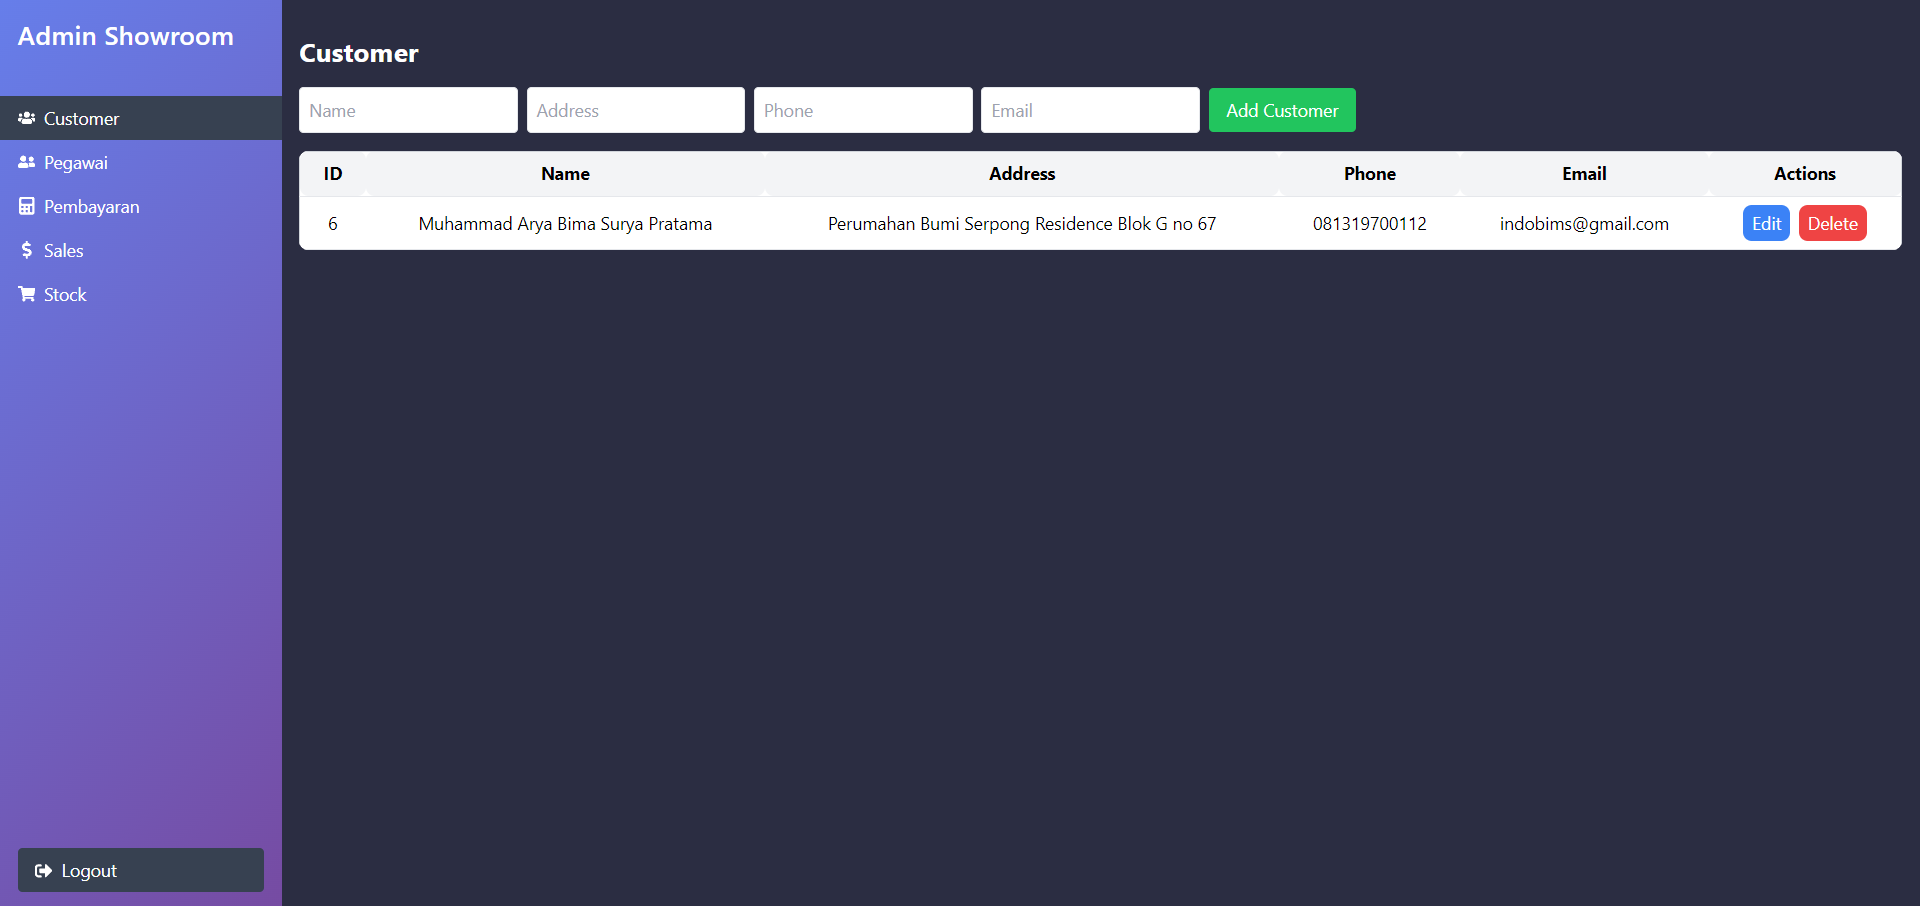 Admin Showroom
Customer
Pegawai
Pembayaran
Sales
Stock
Logout
Customer
Name Address Phone Email Add Customer
ID Name Address Phone Email Actions
6 Muhammad Arya Bima Surya Pratama Perumahan Bumi Serpong Residence Blok G no 67 081319700112 indobims@gmail.com Edit Delete